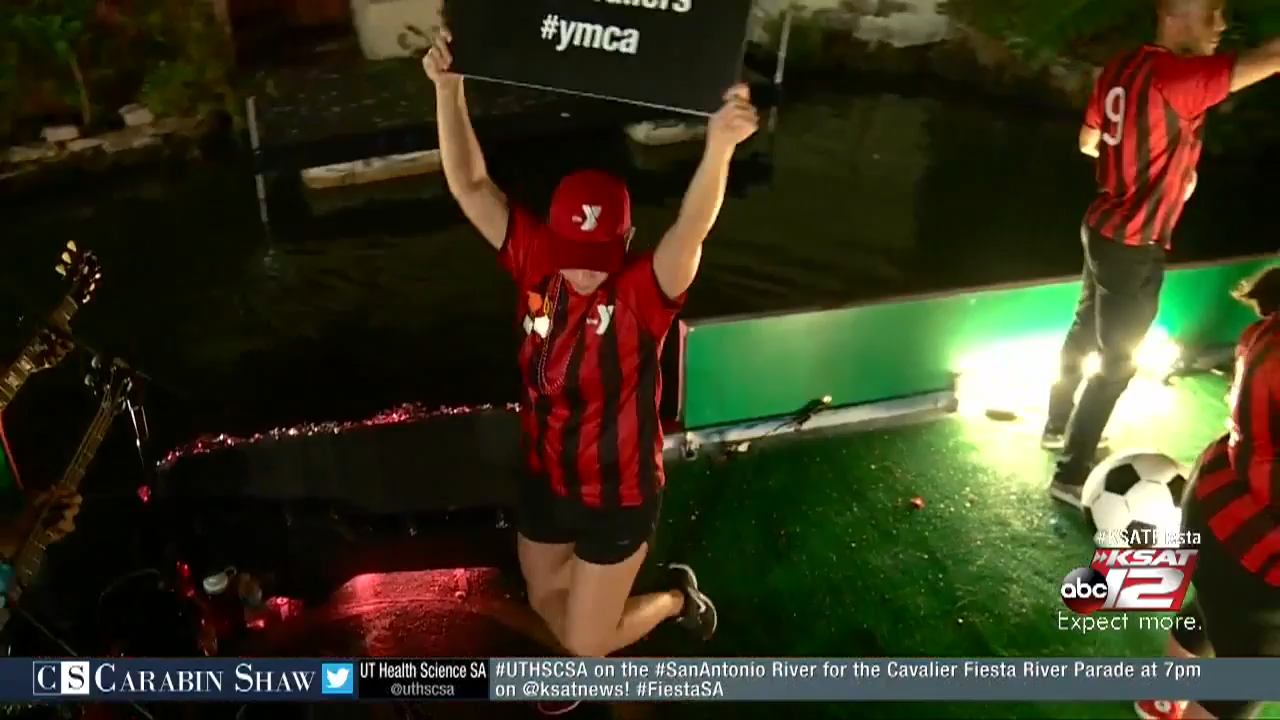 #ymca
9
Y
Y
#KSATFiesta
KSAT
abc 12
Expect more.
CS CARABIN SHAW
UT Health Science SA
@uthscsa
#UTHSCSA on the #SanAntonio River for the Cavalier Fiesta River Parade at 7pm
on @ksatnews! #FiestaSA